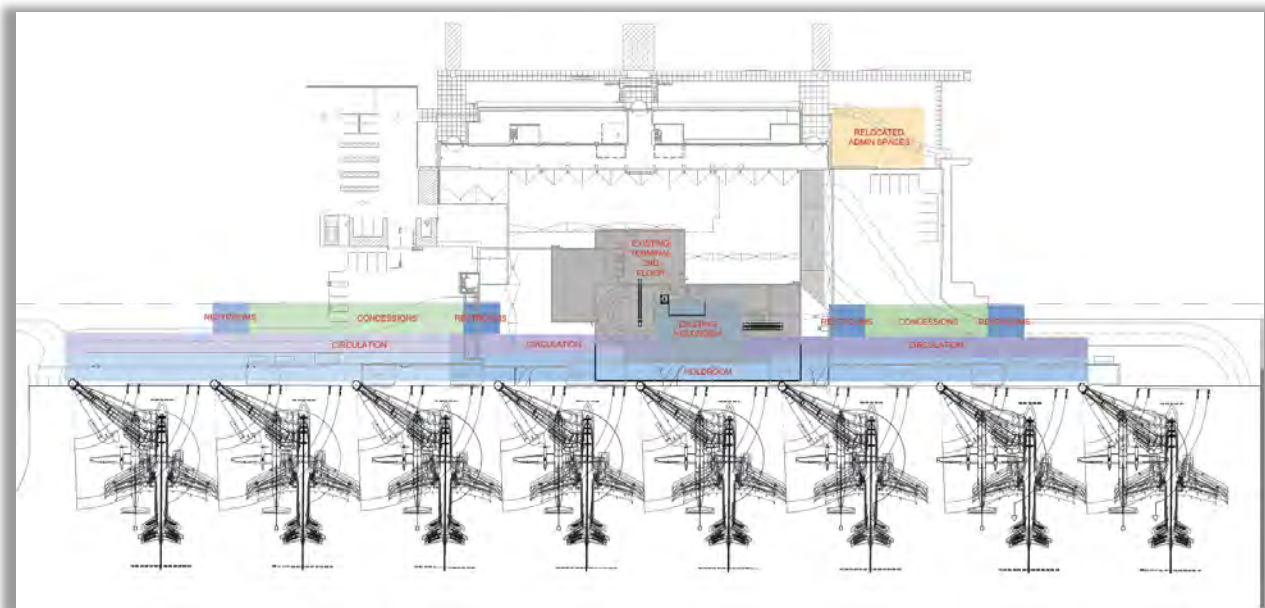 RELOCATED
ADMIN SPACES
EXISTING
TERMINAL
2ND
FLOOR
RESTROOMS
CONCESSIONS
RESTROOMS
EXISTING
HOLDROOM
RESTROOMS
CONCESSIONS
RESTROOMS
CIRCULATION
CIRCULATION
CIRCULATION
HOLDROOM